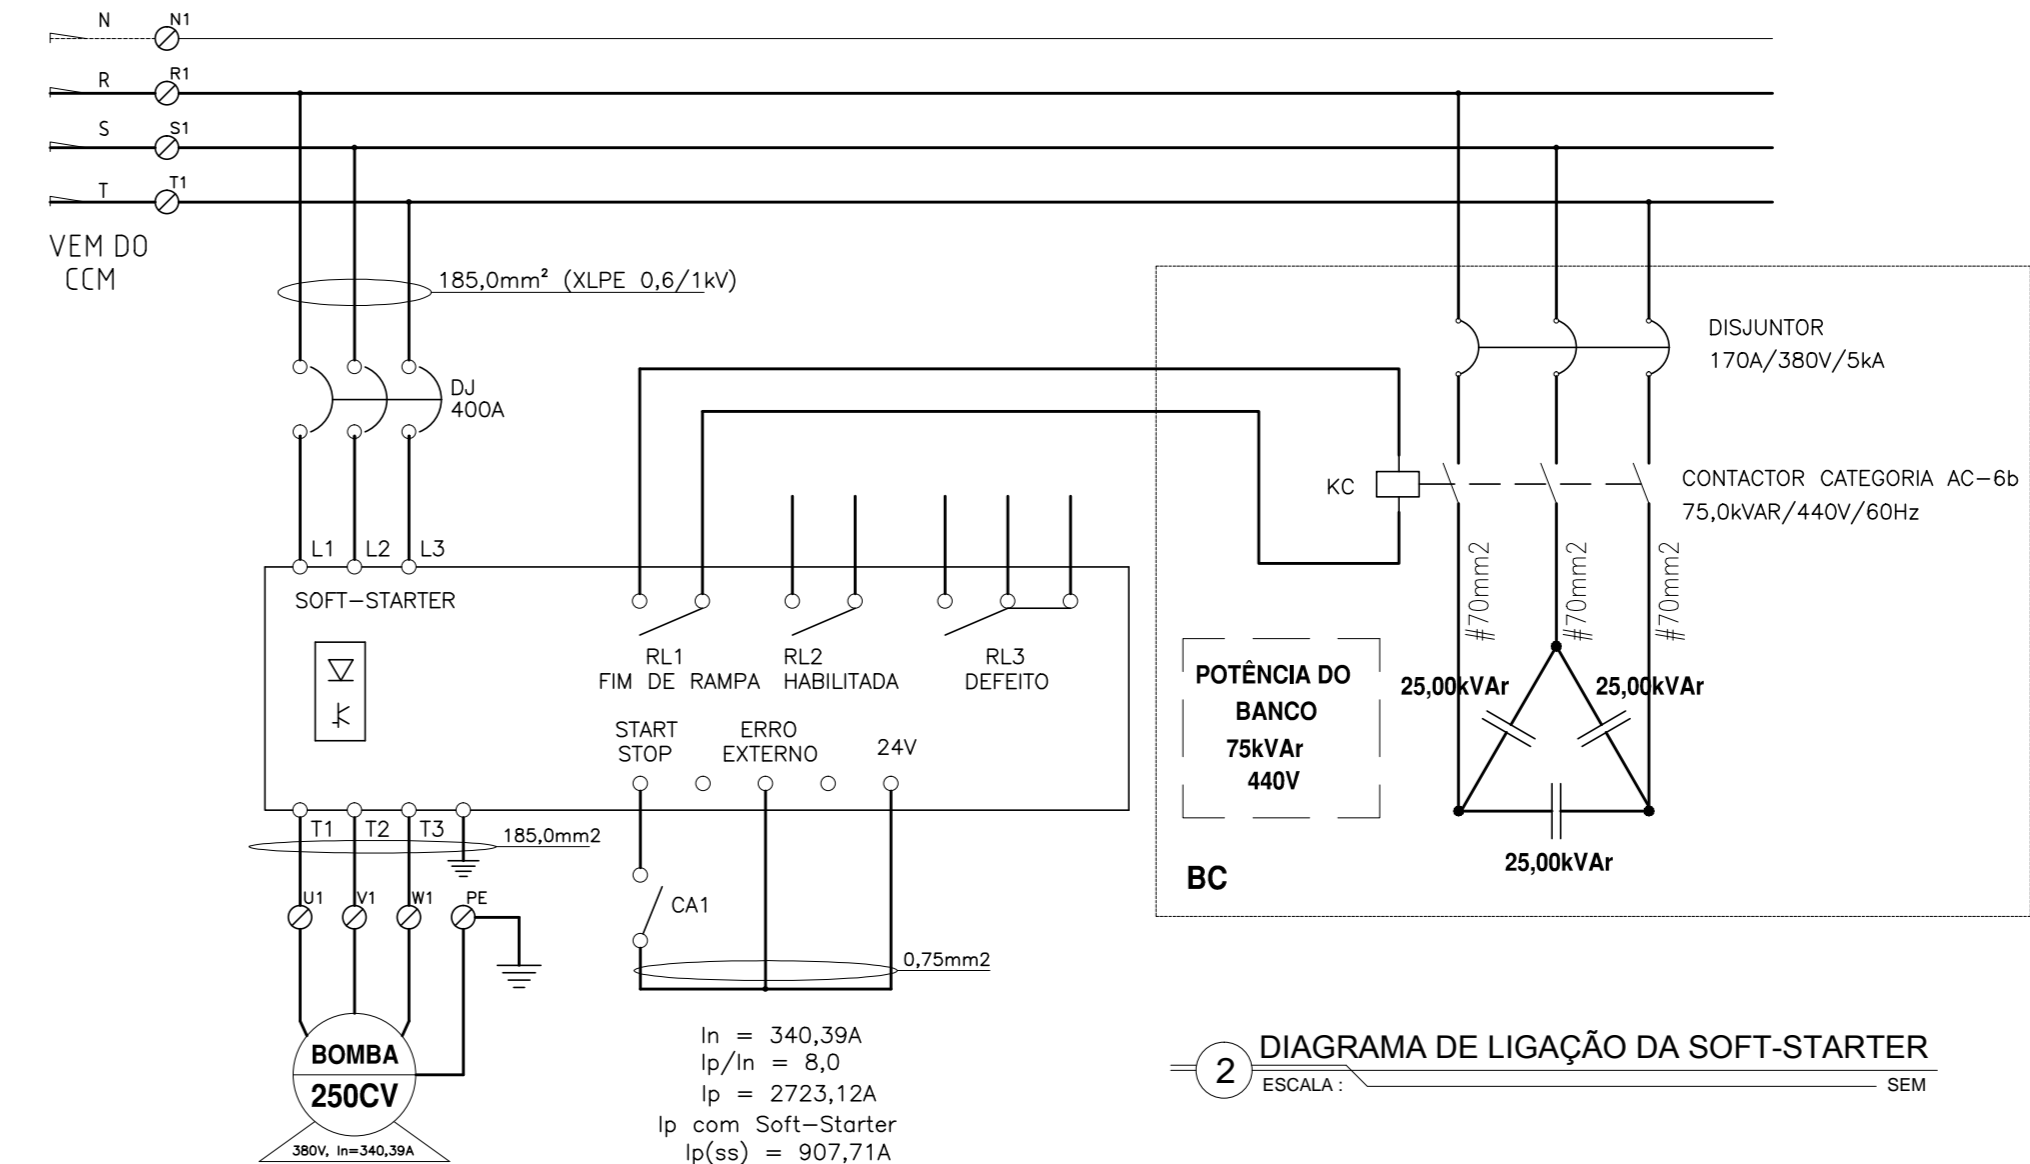 N N1
R R1
S S1
T T1
VEM DO
CCM
185,0mm² (XLPE 0,6/1kV)
DISJUNTOR
170A/380V/5kA
DJ
400A
KC
CONTACTOR CATEGORIA AC-6b
75,0kVAR/440V/60Hz
#70mm2 #70mm2 #70mm2
L1 L2 L3
SOFT-STARTER
RL1 RL2 RL3
FIM DE RAMPA HABILITADA DEFEITO
START ERRO 24V
STOP EXTERNO
POTÊNCIA DO
BANCO
75kVAr
440V
25,00kVAr 25,00kVAr
25,00kVAr
BC
T1 T2 T3 185,0mm2
U1 V1 W1 PE
CA1
0,75mm2
BOMBA
250CV
380V, In=340,39A
In = 340,39A
Ip/In = 8,0
Ip = 2723,12A
Ip com Soft-Starter
Ip(ss) = 907,71A
2 DIAGRAMA DE LIGAÇÃO DA SOFT-STARTER
ESCALA : SEM